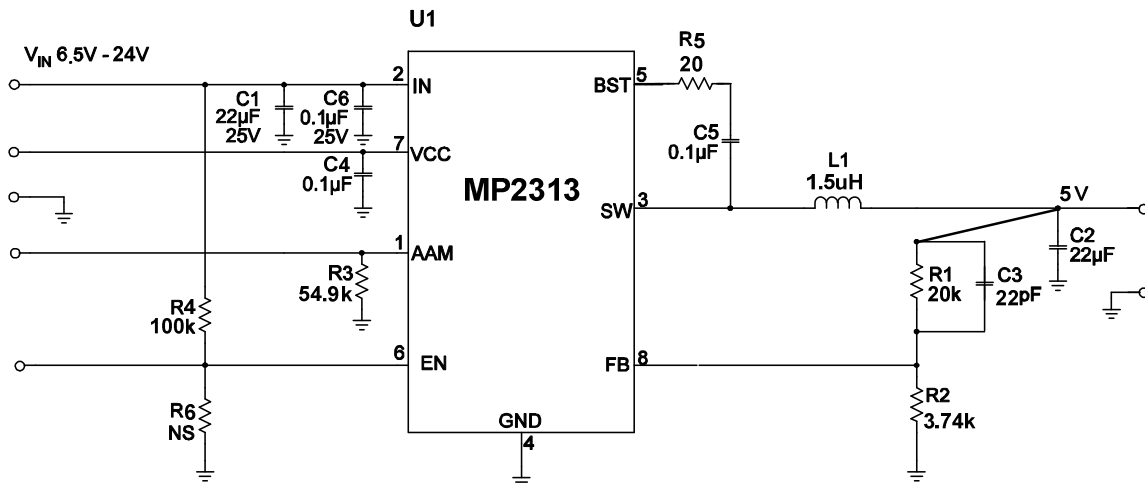 U1
V_IN 6.5V - 24V
2
IN
C1
22µF
25V
C6
0.1µF
25V
7
VCC
C4
0.1µF
1
AAM
R3
54.9k
R4
100k
6
EN
R6
NS
MP2313
GND
4
BST
5
R5
20
C5
0.1µF
SW
3
L1
1.5uH
5V
C2
22µF
R1
20k
C3
22pF
FB
8
R2
3.74k